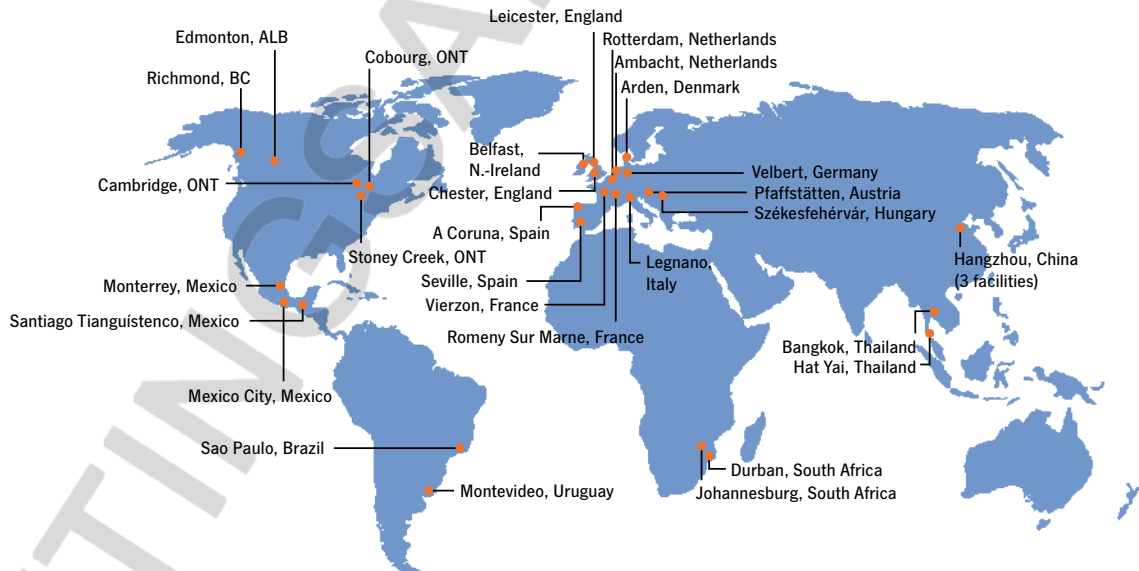 Leicester, England
Edmonton, ALB
Rotterdam, Netherlands
Cobourg, ONT
Ambacht, Netherlands
Richmond, BC
Arden, Denmark
Belfast,
N.-Ireland
Velbert, Germany
Cambridge, ONT
Chester, England
Pfaffstätten, Austria
Székesfehérvár, Hungary
A Coruna, Spain
Stoney Creek, ONT
Legnano,
Italy
Hangzhou, China
(3 facilities)
Seville, Spain
Monterrey, Mexico
Vierzon, France
Santiago Tianguístenco, Mexico
Romeny Sur Marne, France
Bangkok, Thailand
Hat Yai, Thailand
Mexico City, Mexico
Sao Paulo, Brazil
Durban, South Africa
Montevideo, Uruguay
Johannesburg, South Africa
TINGSA